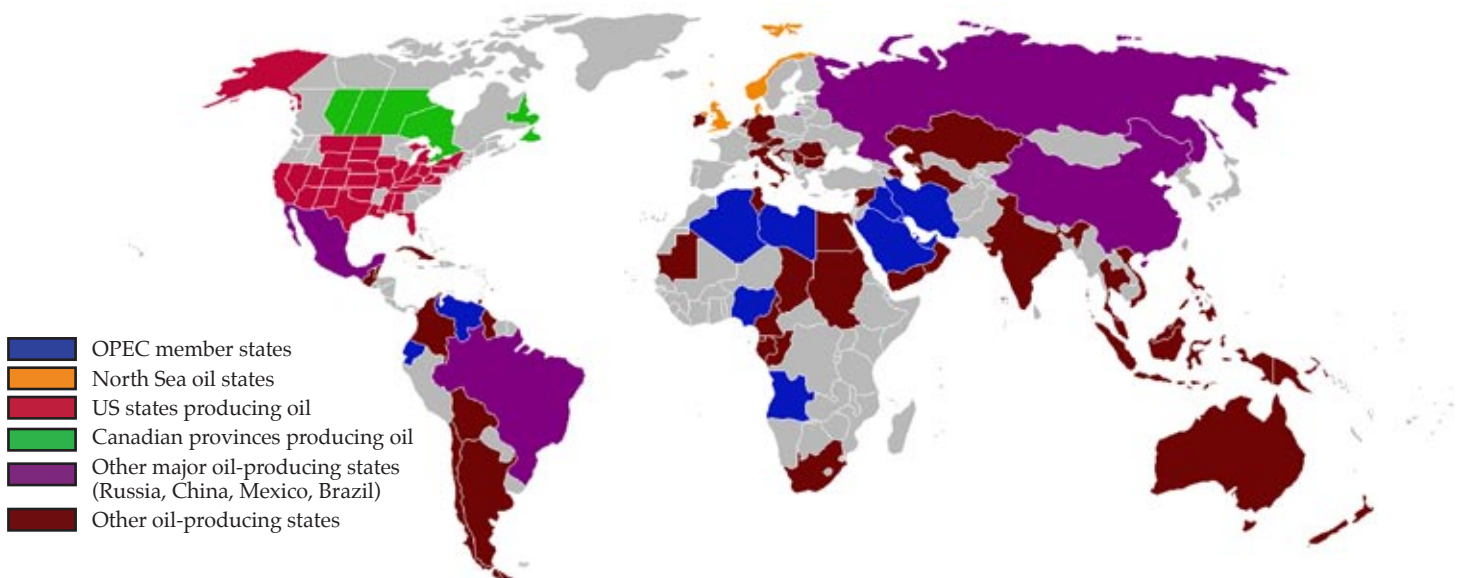 OPEC member states
North Sea oil states
US states producing oil
Canadian provinces producing oil
Other major oil-producing states
(Russia, China, Mexico, Brazil)
Other oil-producing states